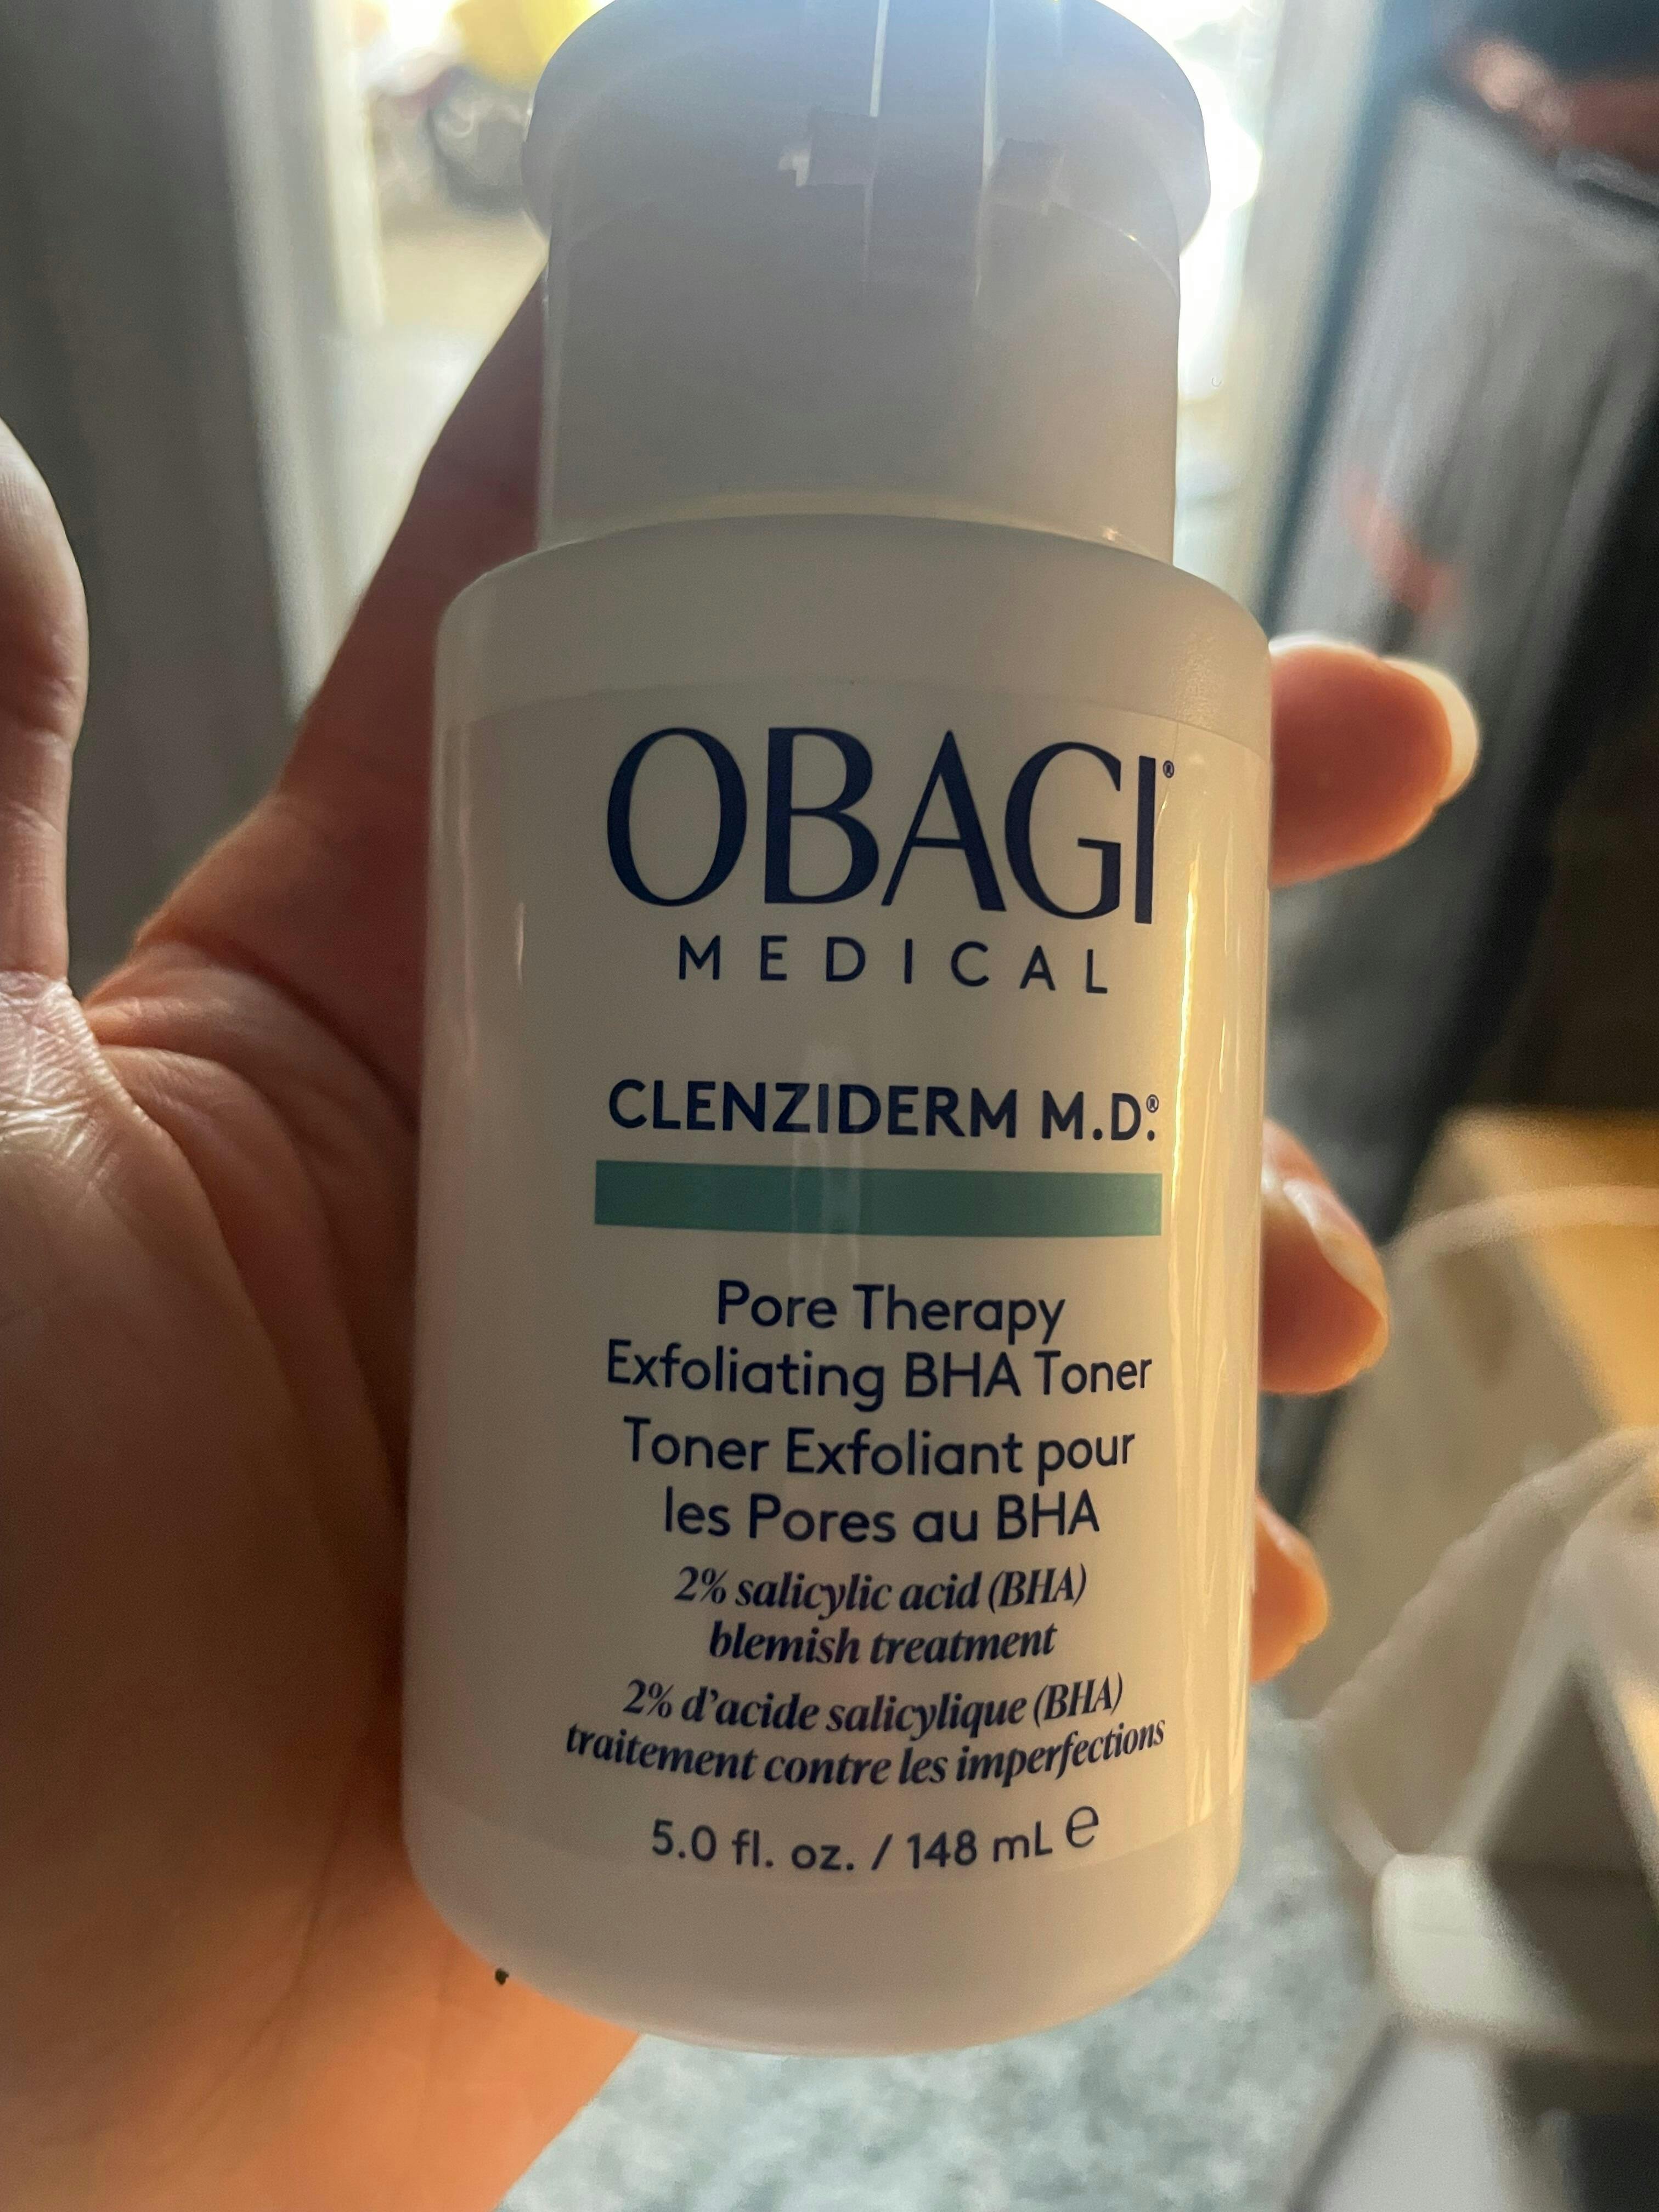 OBAGI®
MEDICAL
CLENZIDERM M.D.®
Pore Therapy
Exfoliating BHA Toner
Toner Exfoliant pour
les Pores au BHA
2% salicylic acid (BHA)
blemish treatment
2% d'acide salicylique (BHA)
traitement contre les imperfections
5.0 fl. oz. / 148 mL ℮